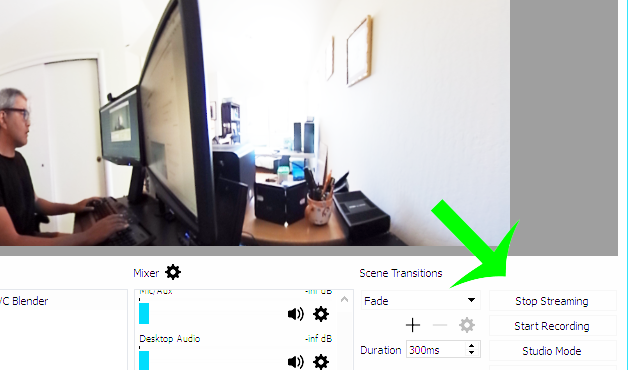 Mixer
Scene Transitions
/C Blender
Mic/Aux -inf dB
Fade
Stop Streaming
Start Recording
Desktop Audio -inf dB
Duration 300ms
Studio Mode